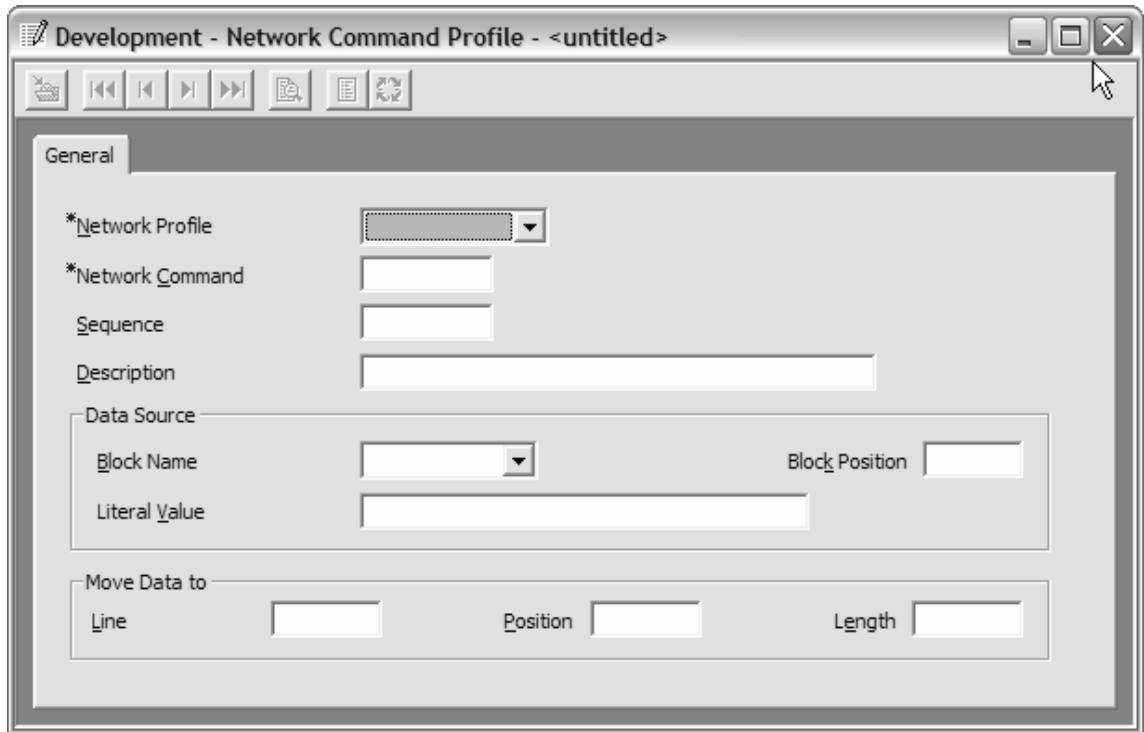 Development - Network Command Profile - <untitled>
General
*Network Profile
*Network Command
Sequence
Description
Data Source
Block Name Block Position
Literal Value
Move Data to
Line Position Length